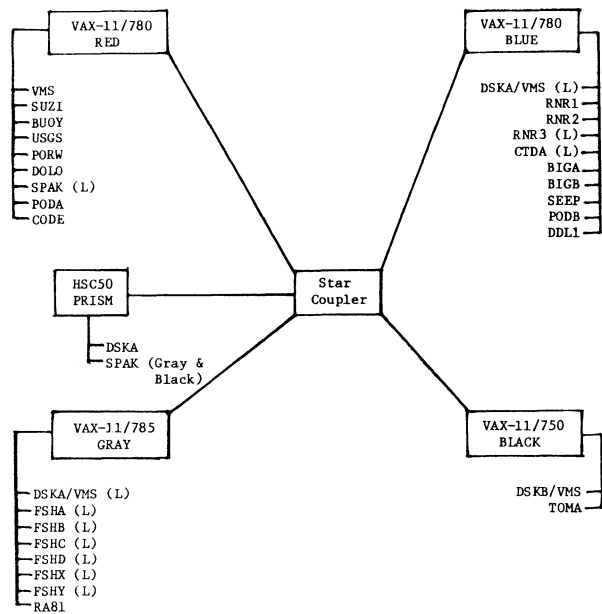 VAX-11/780
RED
VMS
SUZI
BUOY
USGS
PORW
DOLO
SPAK (L)
PODA
CODE
VAX-11/780
BLUE
DSKA/VMS (L)
RNR1
RNR2
RNR3 (L)
CTDA (L)
BIGA
BIGB
SEEP
PODB
DDL1
HSC50
PRISM
DSKA
SPAK (Gray &
Black)
Star
Coupler
VAX-11/785
GRAY
DSKA/VMS (L)
FSHA (L)
FSHB (L)
FSHC (L)
FSHD (L)
FSHX (L)
FSHY (L)
RA81
VAX-11/750
BLACK
DSKB/VMS
TOMA